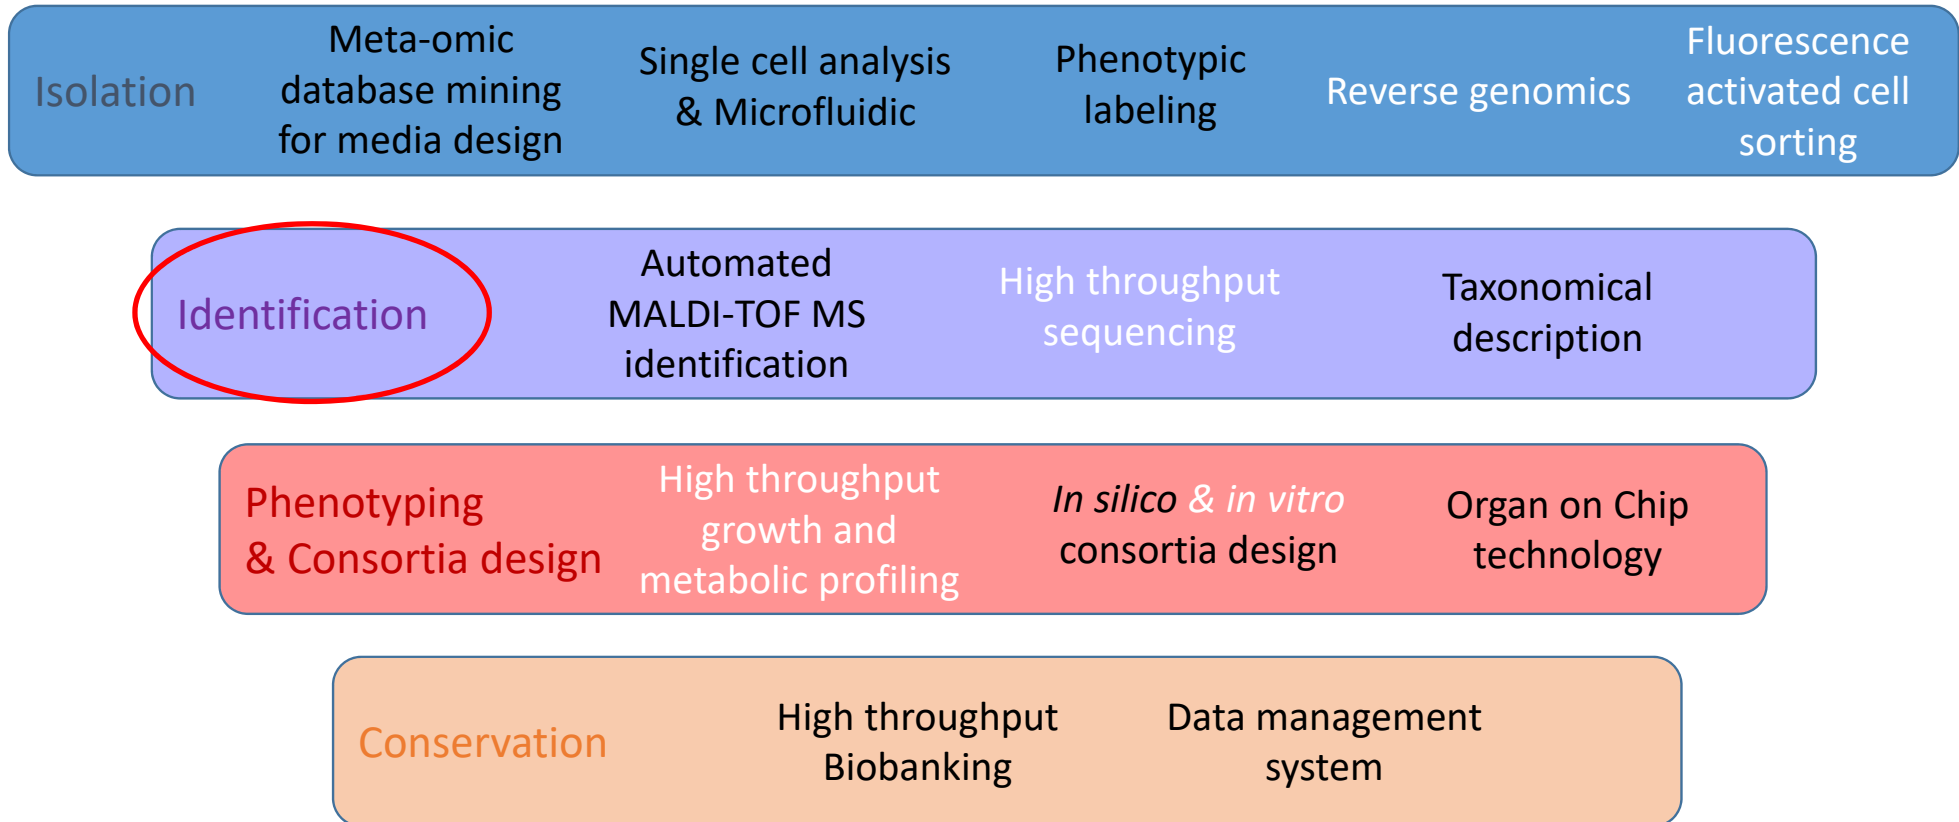 Isolation
Meta-omic
database mining
for media design
Single cell analysis
& Microfluidic
Phenotypic
labeling
Reverse genomics
Fluorescence
activated cell
sorting
Identification
Automated
MALDI-TOF MS
identification
High throughput
sequencing
Taxonomical
description
Phenotyping
& Consortia design
High throughput
growth and
metabolic profiling
In silico & in vitro
consortia design
Organ on Chip
technology
Conservation
High throughput
Biobanking
Data management
system